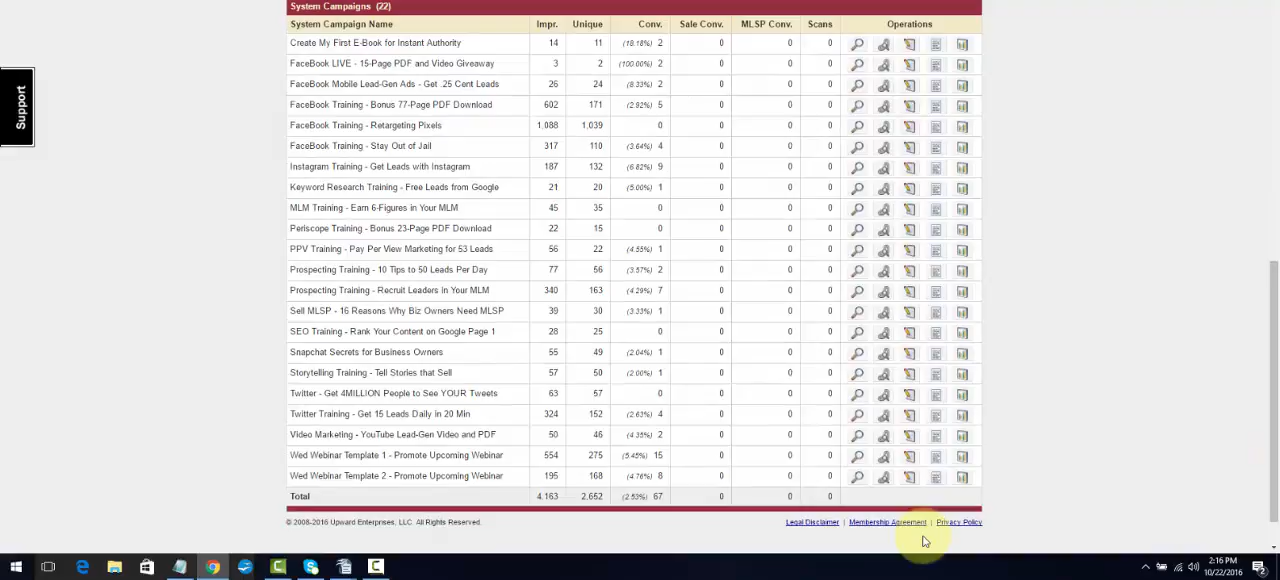 System Campaigns (22)
System Campaign Name Impr. Unique Conv. Sale Conv. MLSP Conv. Scans Operations
Create My First E-Book for Instant Authority 14 11 (18.18%) 2 0 0 0
FaceBook LIVE - 15-Page PDF and Video Giveaway 3 2 (100.00%) 2 0 0 0
FaceBook Mobile Lead-Gen Ads - Get .25 Cent Leads 26 24 (8.33%) 2 0 0 0
FaceBook Training - Bonus 77-Page PDF Download 602 171 (2.92%) 5 0 0 0
FaceBook Training - Retargeting Pixels 1,088 1,039 0 0 0 0
FaceBook Training - Stay Out of Jail 317 110 (3.64%) 4 0 0 0
Instagram Training - Get Leads with Instagram 187 132 (6.82%) 9 0 0 0
Keyword Research Training - Free Leads from Google 21 20 (5.00%) 1 0 0 0
MLM Training - Earn 6-Figures in Your MLM 45 35 0 0 0 0
Periscope Training - Bonus 23-Page PDF Download 22 15 0 0 0 0
PPV Training - Pay Per View Marketing for 53 Leads 56 22 (4.55%) 1 0 0 0
Prospecting Training - 10 Tips to 50 Leads Per Day 77 56 (3.57%) 2 0 0 0
Prospecting Training - Recruit Leaders in Your MLM 340 163 (4.29%) 7 0 0 0
Sell MLSP - 16 Reasons Why Biz Owners Need MLSP 39 30 (3.33%) 1 0 0 0
SEO Training - Rank Your Content on Google Page 1 28 25 0 0 0 0
Snapchat Secrets for Business Owners 55 49 (2.04%) 1 0 0 0
Storytelling Training - Tell Stories that Sell 57 50 (2.00%) 1 0 0 0
Twitter - Get 4MILLION People to See YOUR Tweets 63 57 0 0 0 0
Twitter Training - Get 15 Leads Daily in 20 Min 324 152 (2.63%) 4 0 0 0
Video Marketing - YouTube Lead-Gen Video and PDF 50 46 (4.35%) 2 0 0 0
Wed Webinar Template 1 - Promote Upcoming Webinar 554 275 (5.45%) 15 0 0 0
Wed Webinar Template 2 - Promote Upcoming Webinar 195 168 (4.76%) 8 0 0 0
Total 4,163 2,652 (2.53%) 67 0 0 0
© 2008-2016 Upward Enterprises, LLC. All Rights Reserved. Legal Disclaimer | Membership Agreement | Privacy Policy
Support
2:16 PM
10/22/2016
2